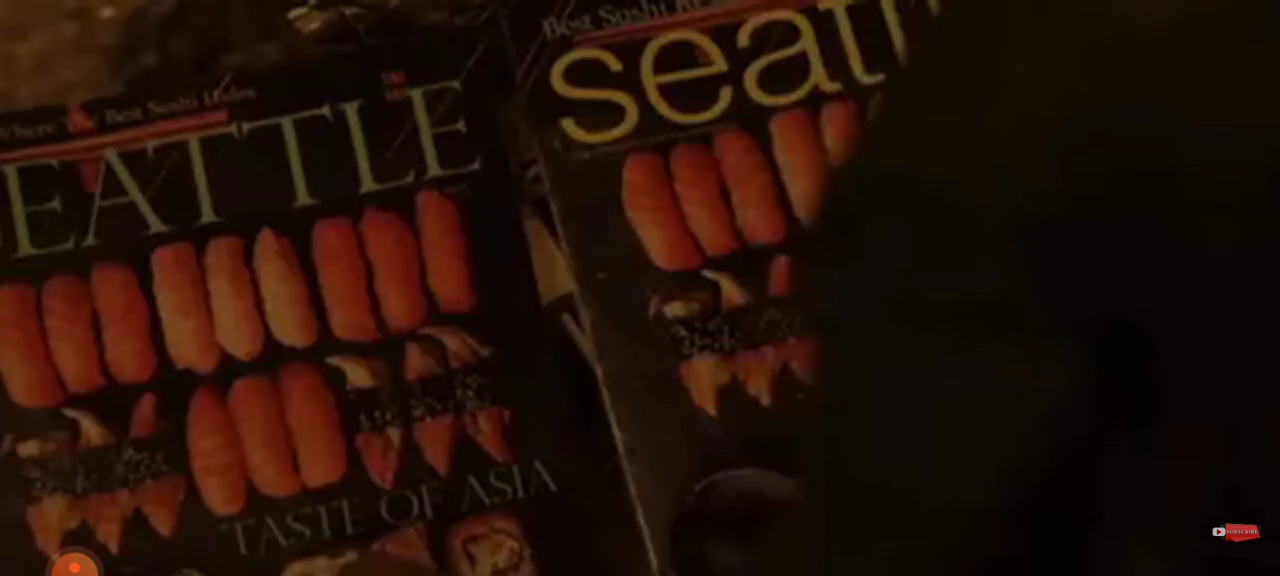 Where The Best Sushi Hides
SEATTLE
TASTE OF ASIA
Best Sushi
seatt
SUBSCRIBE